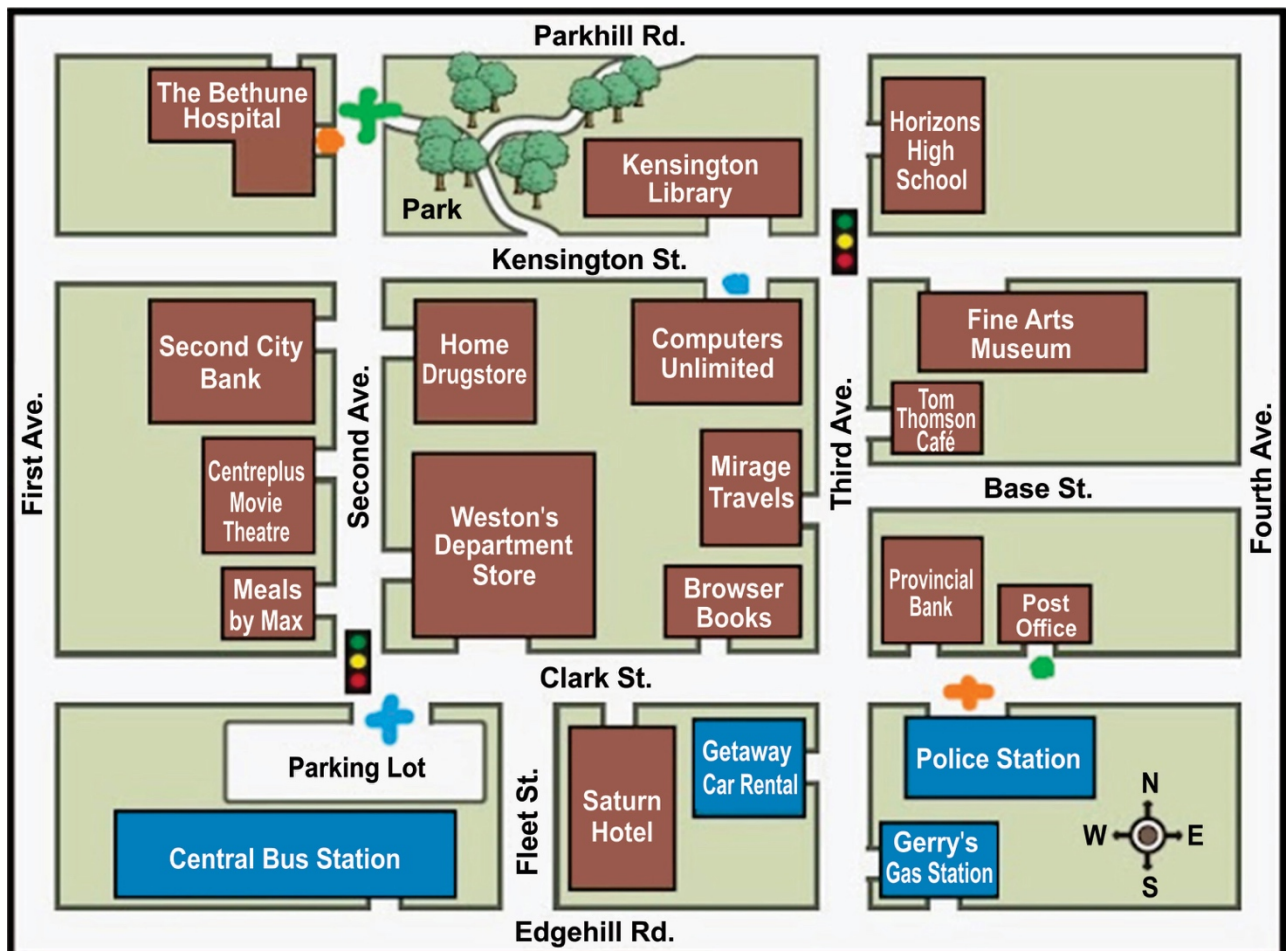 Parkhill Rd.
The Bethune
Hospital
Horizons
High
School
Kensington
Library
Park
Kensington St.
Second City
Bank
Home
Drugstore
Computers
Unlimited
Fine Arts
Museum
First Ave.
Second Ave.
Third Ave.
Fourth Ave.
Tom
Thomson
Café
Centreplus
Movie
Theatre
Weston's
Department
Store
Mirage
Travels
Base St.
Meals
by Max
Browser
Books
Provincial
Bank
Post
Office
Clark St.
Parking Lot
Fleet St.
Saturn
Hotel
Getaway
Car Rental
Police Station
Central Bus Station
Gerry's
Gas Station
N
W
E
S
Edgehill Rd.